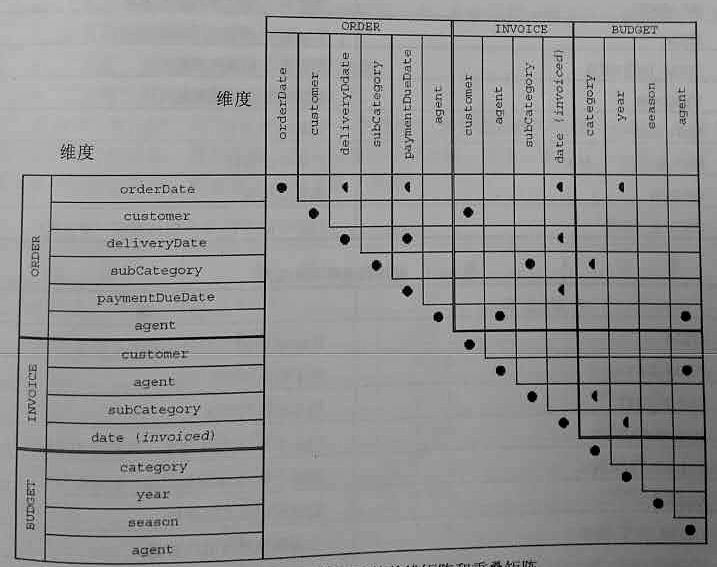 ORDER INVOICE BUDGET
维度
orderDate
customer
deliveryDdate
subCategory
paymentDueDate
agent
customer
agent
subCategory
date (invoiced)
category
year
season
agent
维度
ORDER
orderDate
customer
deliveryDate
subCategory
paymentDueDate
agent
INVOICE
customer
agent
subCategory
date (invoiced)
BUDGET
category
year
season
agent